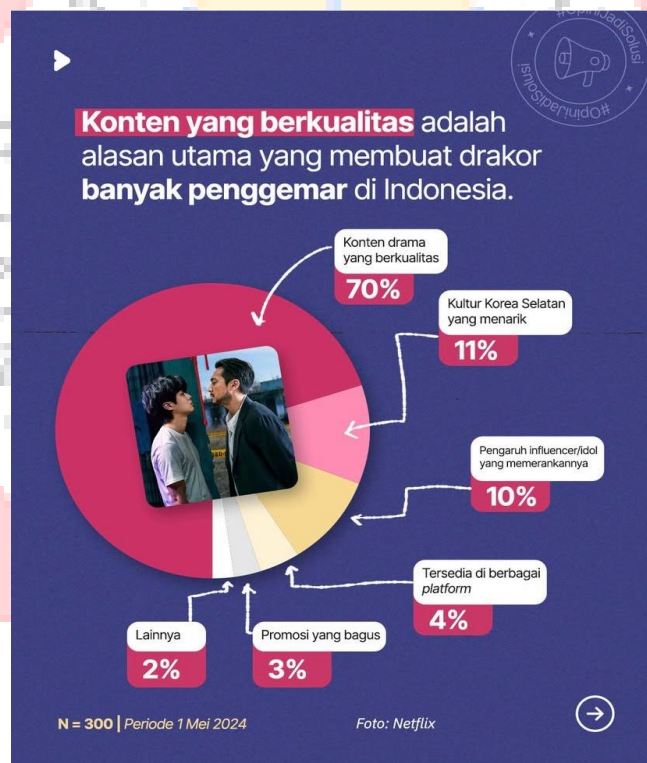 #OpiniJadiSolusi
#OpiniJadiSolusi
Konten yang berkualitas adalah
alasan utama yang membuat drakor
banyak penggemar di Indonesia.
Konten drama
yang berkualitas
70%
Kultur Korea Selatan
yang menarik
11%
Pengaruh influencer/idol
yang memerankannya
10%
Tersedia di berbagai
platform
4%
Lainnya
2%
Promosi yang bagus
3%
N = 300 | Periode 1 Mei 2024
Foto: Netflix